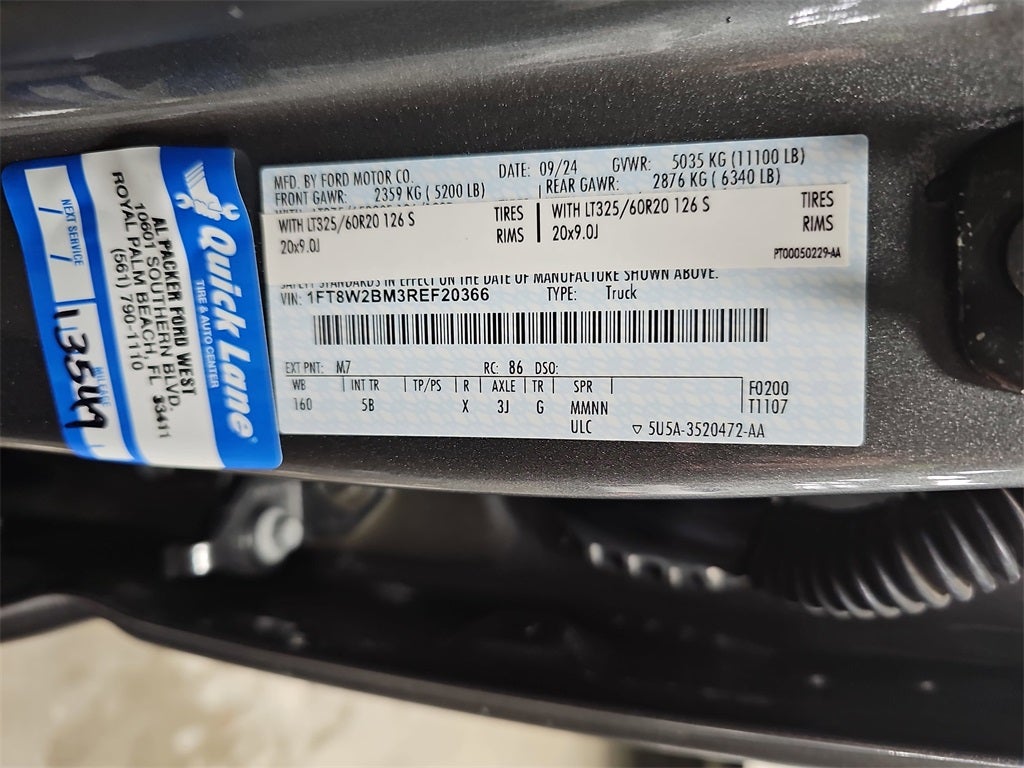 MFD. BY FORD MOTOR CO.
DATE: 09/24
GVWR: 5035 KG (11100 LB)
FRONT GAWR: 2359 KG ( 5200 LB)
REAR GAWR: 2876 KG ( 6340 LB)
WITH LT325/60R20 126 S TIRES
20x9.0J RIMS
WITH LT325/60R20 126 S TIRES
20x9.0J RIMS
PT00050229-AA
SAFETY STANDARDS IN EFFECT ON THE DATE OF MANUFACTURE SHOWN ABOVE.
VIN: 1FT8W2BM3REF20366 TYPE: Truck
EXT PNT: M7 RC: 86 DSO:
WB INT TR TP/PS R AXLE TR SPR F0200
160 5B X 3J G MMNN T1107
ULC ▽ 5U5A-3520472-AA
Quick Lane®
TIRE & AUTO CENTER
AL PACKER FORD WEST
10601 SOUTHERN BLVD.
ROYAL PALM BEACH, FL 33411
(561) 790-1110
NEXT SERVICE
/ /
MILEAGE
13549